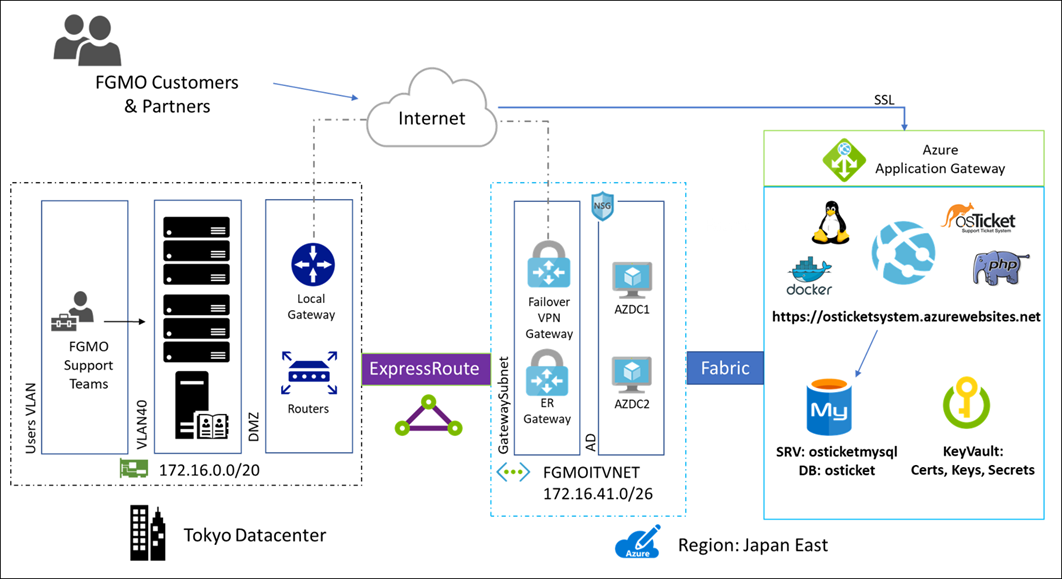 FGMO Customers
& Partners
Internet
SSL
Azure
Application Gateway
Users VLAN
FGMO
Support
Teams
VLAN40
DMZ
Local
Gateway
Routers
172.16.0.0/20
Tokyo Datacenter
ExpressRoute
GatewaySubnet
Failover
VPN
Gateway
ER
Gateway
NSG
AD
AZDC1
AZDC2
FGMOITVNET
172.16.41.0/26
Azure
Region: Japan East
Fabric
osTicket
Support Ticket System
docker
php
https://osticketsystem.azurewebsites.net
My
SRV: osticketmysql
DB: osticket
KeyVault:
Certs, Keys, Secrets